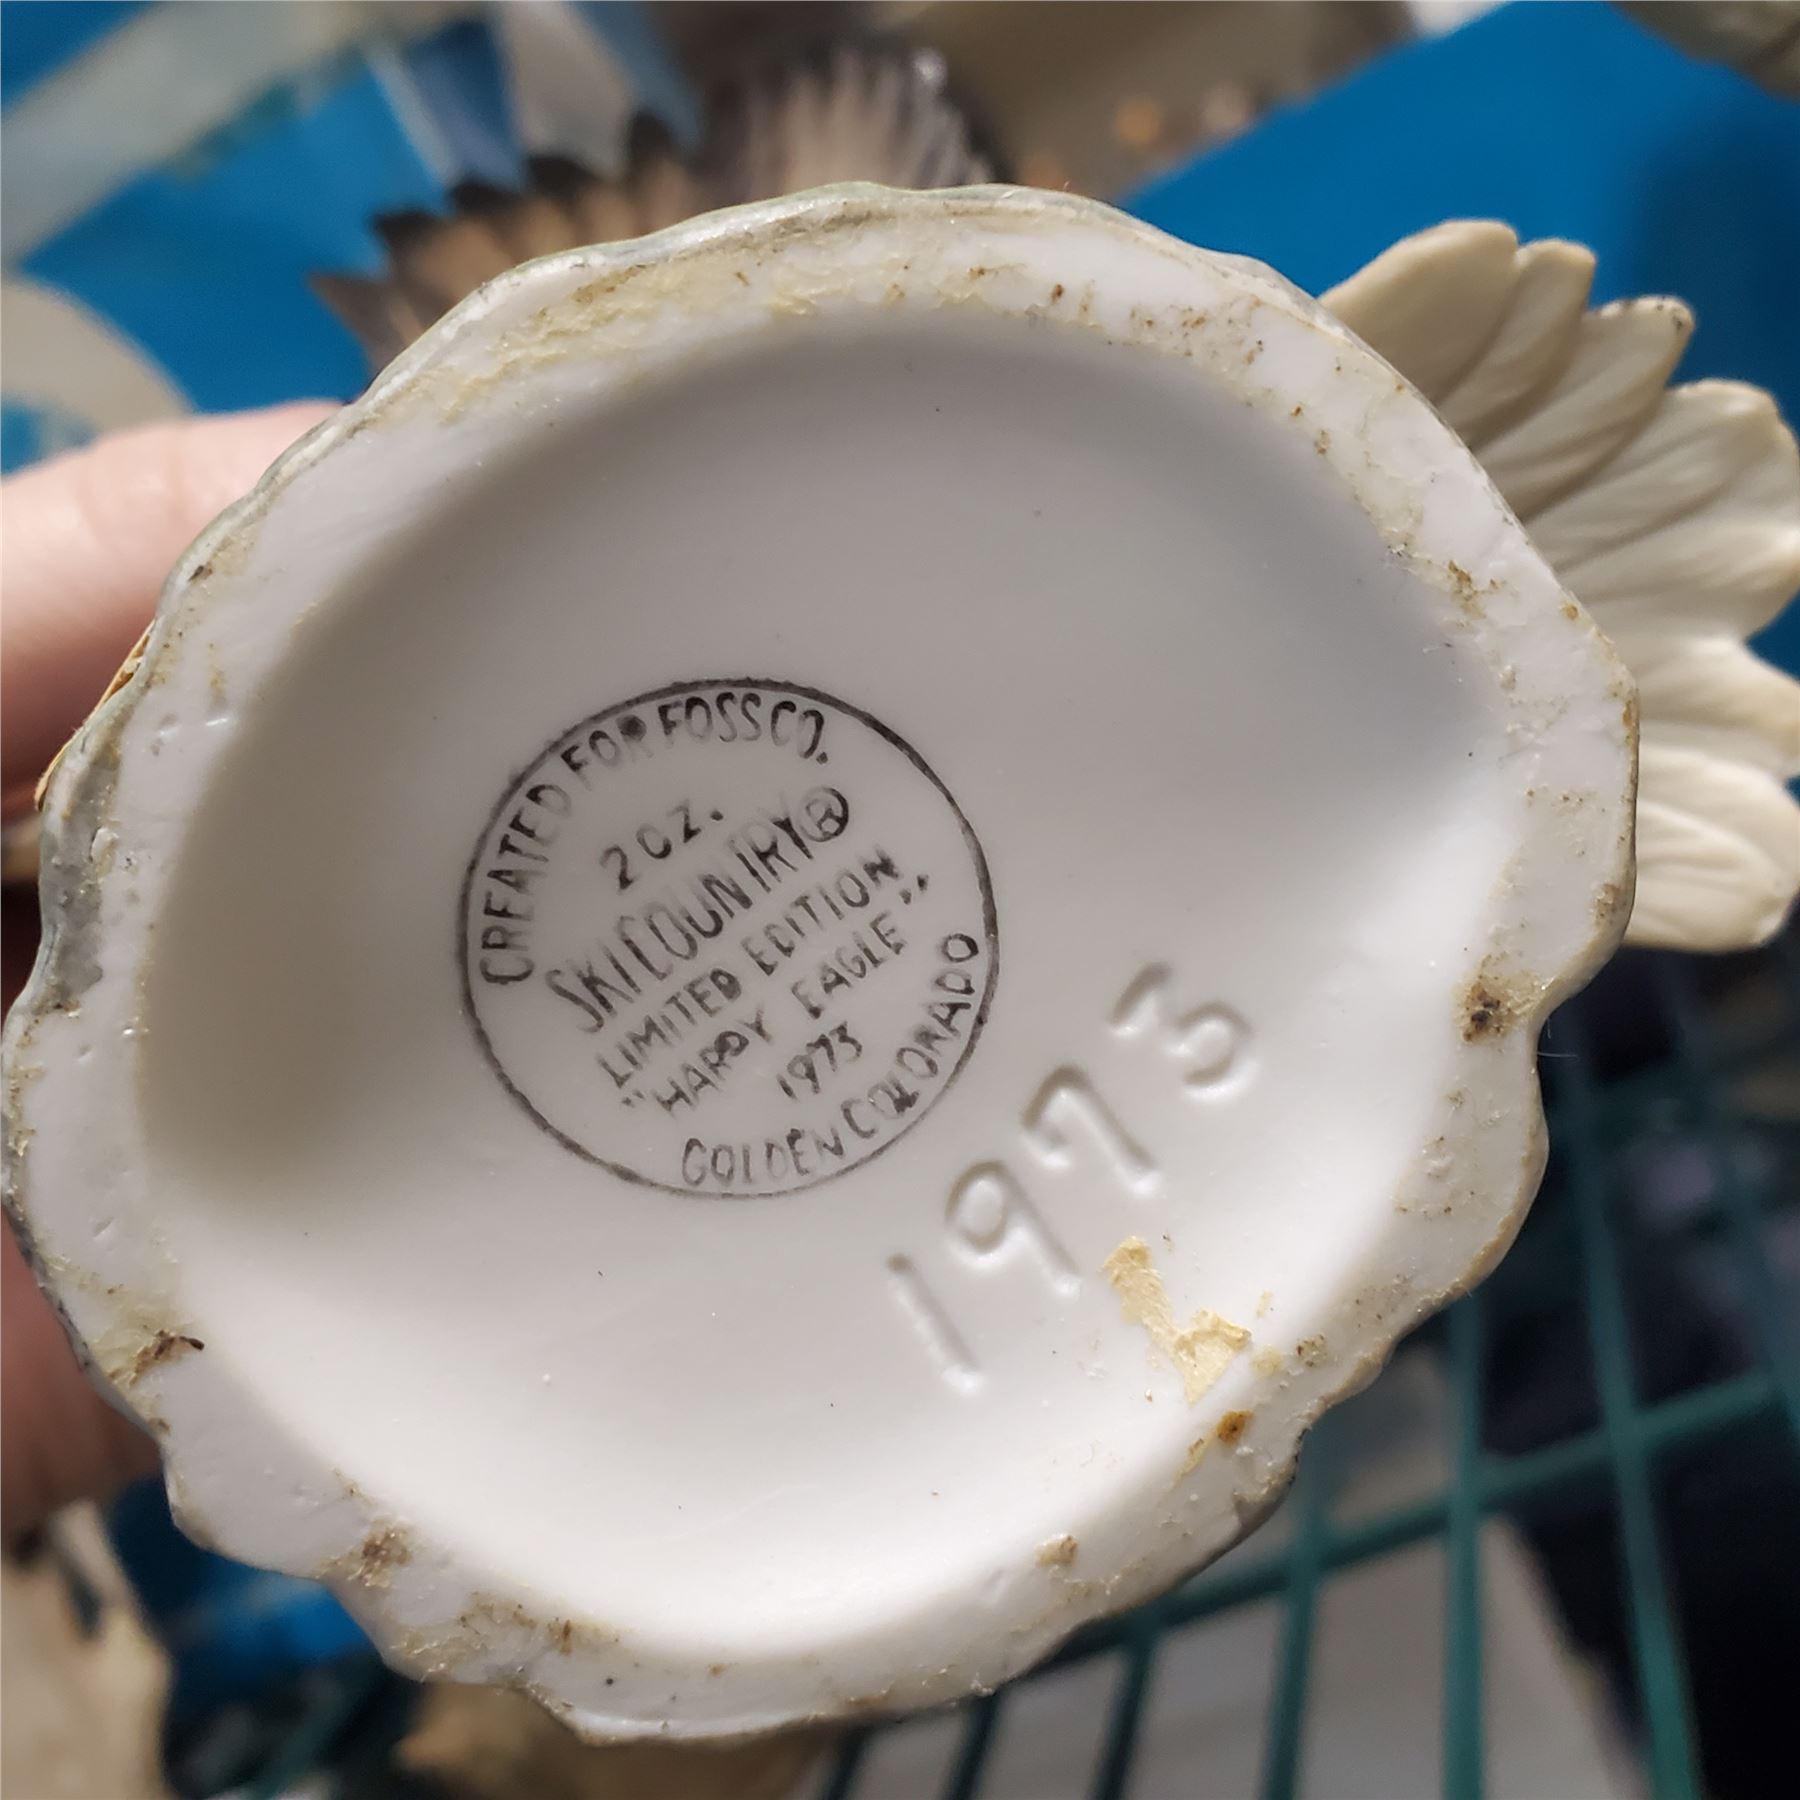 CREATED FOR FOSS CO.
2 OZ.
SKI COUNTRY®
LIMITED EDITION
"HARPY EAGLE".
1973
GOLDEN COLORADO
1973